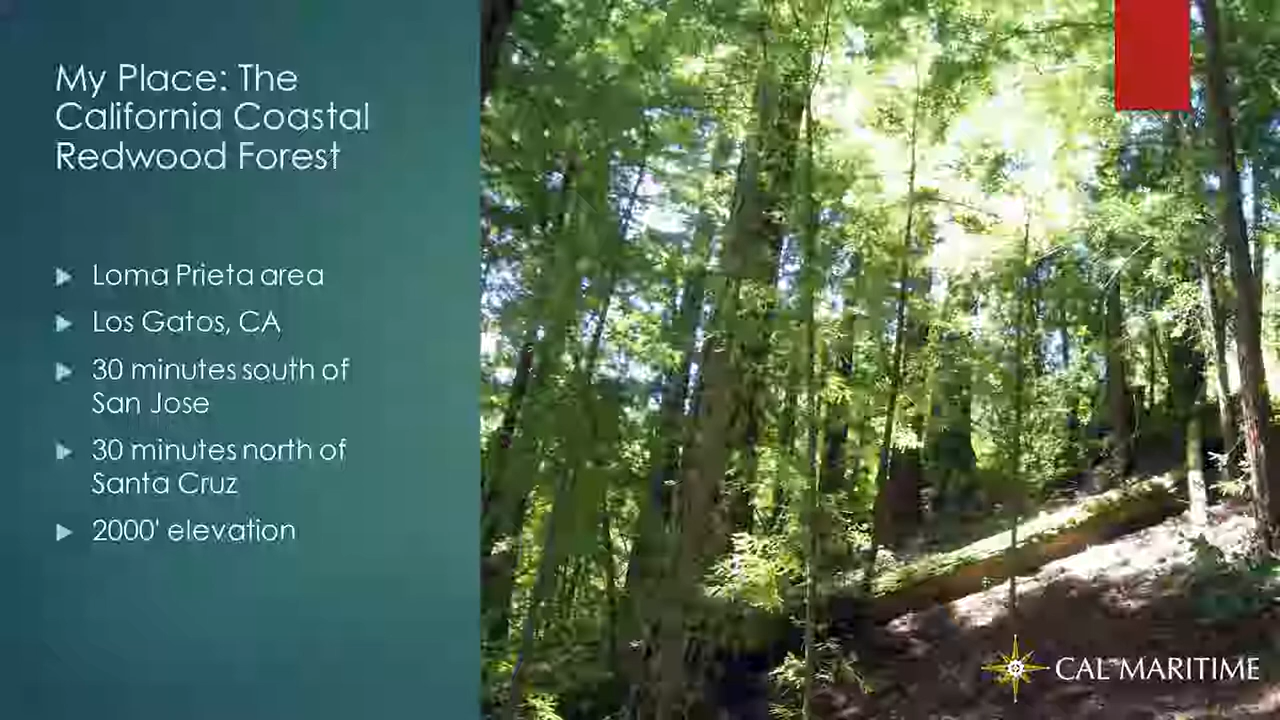 My Place: The
California Coastal
Redwood Forest
Loma Prieta area
Los Gatos, CA
30 minutes south of
San Jose
30 minutes north of
Santa Cruz
2000' elevation
CAL MARITIME